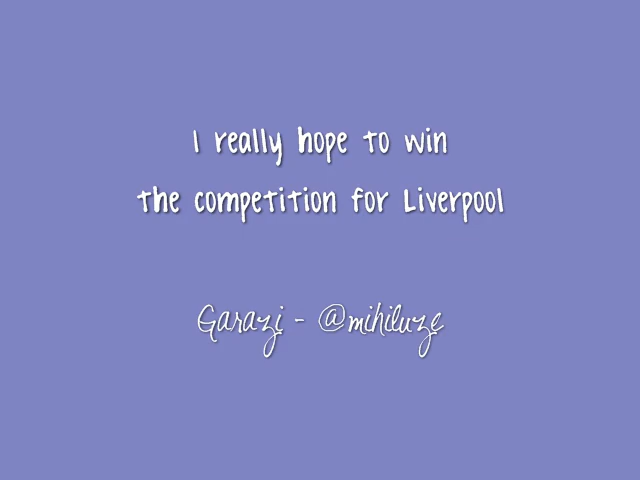 I really hope to win
the competition for Liverpool
Garazi - @mihiluze